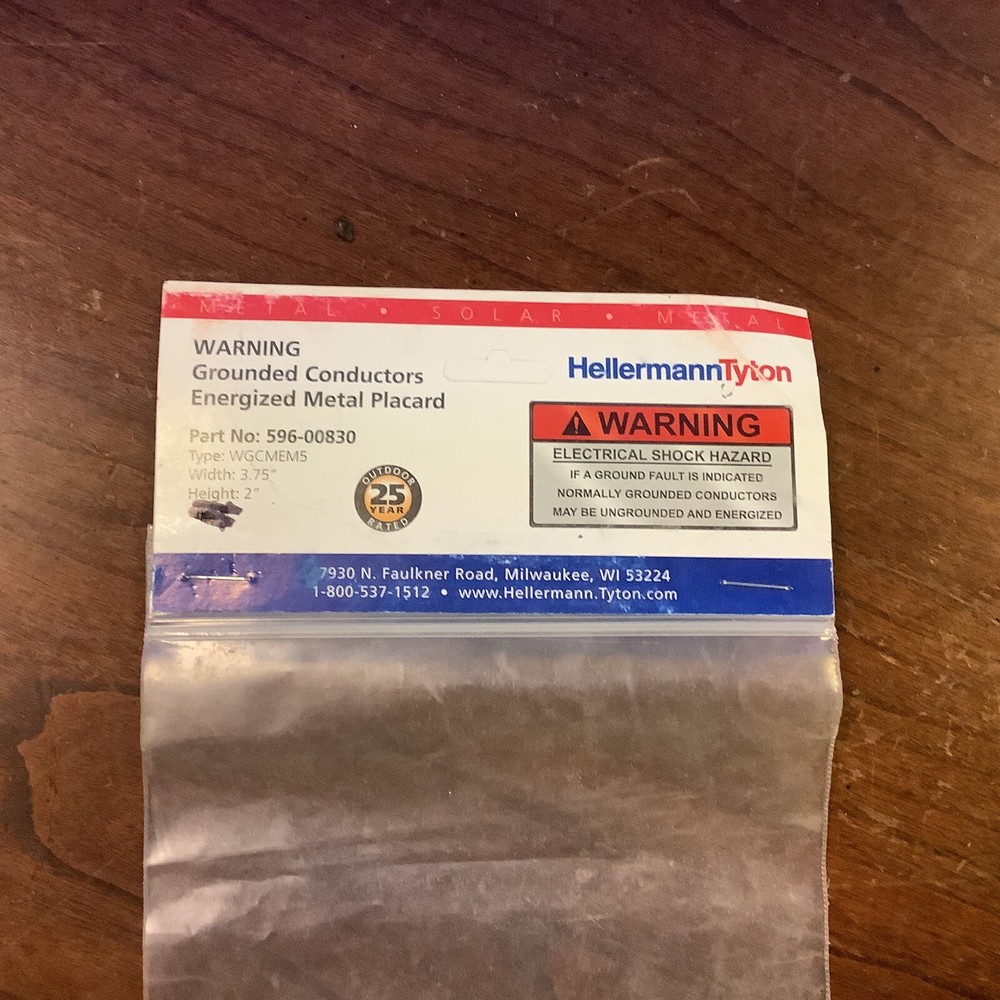 METAL • SOLAR • METAL
WARNING
Grounded Conductors
Energized Metal Placard
Part No: 596-00830
Type: WGCMEM5
Width: 3.75"
Height: 2"
OUTDOOR
25
YEAR
RATED
HellermannTyton
WARNING
ELECTRICAL SHOCK HAZARD
IF A GROUND FAULT IS INDICATED
NORMALLY GROUNDED CONDUCTORS
MAY BE UNGROUNDED AND ENERGIZED
7930 N. Faulkner Road, Milwaukee, WI 53224
1-800-537-1512 • www.Hellermann.Tyton.com